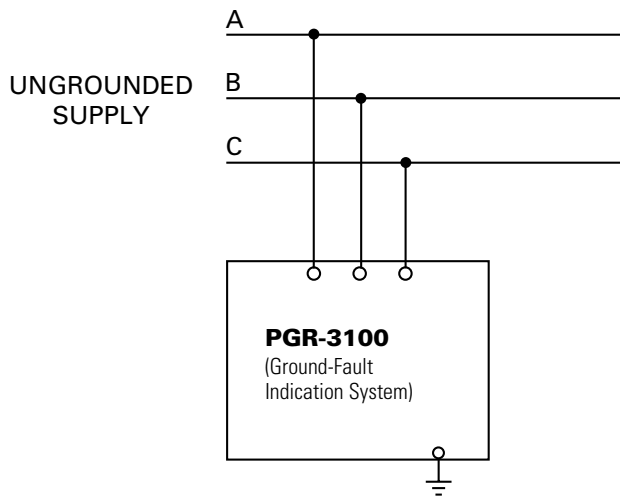 A
UNGROUNDED
SUPPLY
B
C
PGR-3100
(Ground-Fault
Indication System)